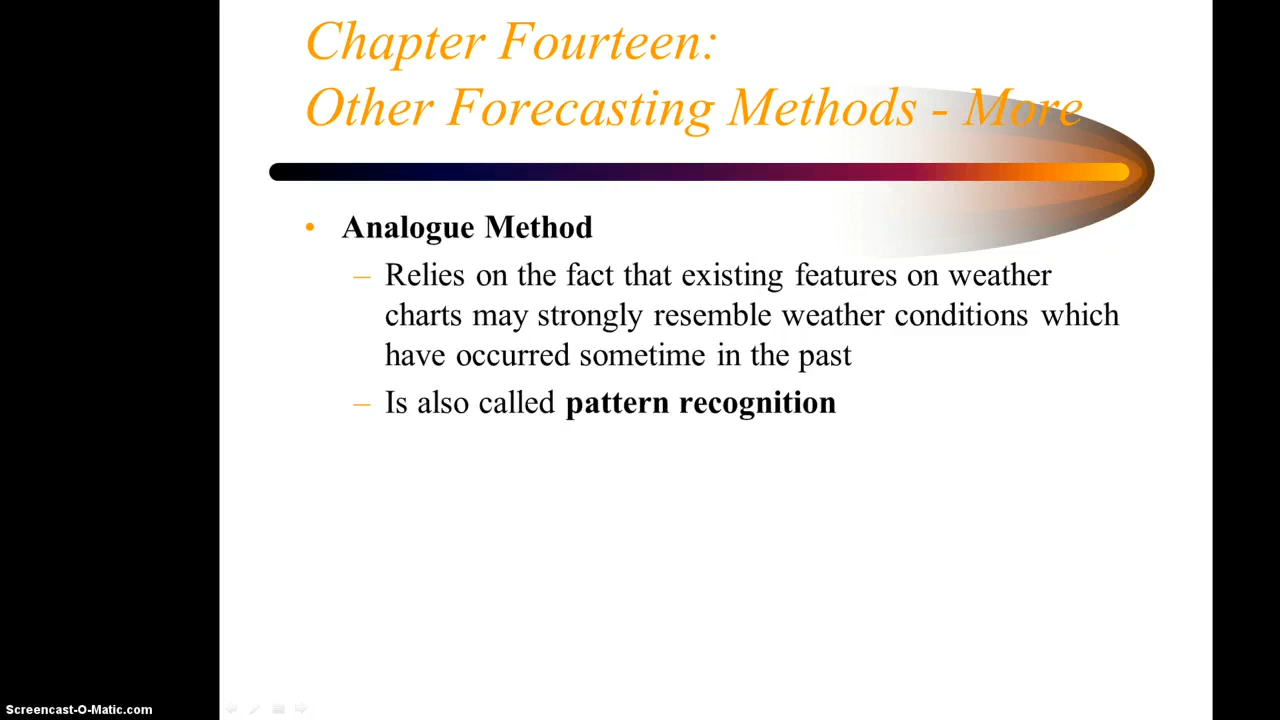 Chapter Fourteen:
Other Forecasting Methods - More
• Analogue Method
– Relies on the fact that existing features on weather
charts may strongly resemble weather conditions which
have occurred sometime in the past
– Is also called pattern recognition
Screencast-O-Matic.com